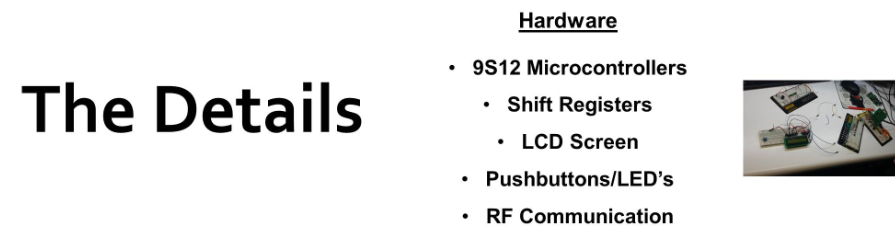 The Details
Hardware
• 9S12 Microcontrollers
• Shift Registers
• LCD Screen
• Pushbuttons/LED's
• RF Communication